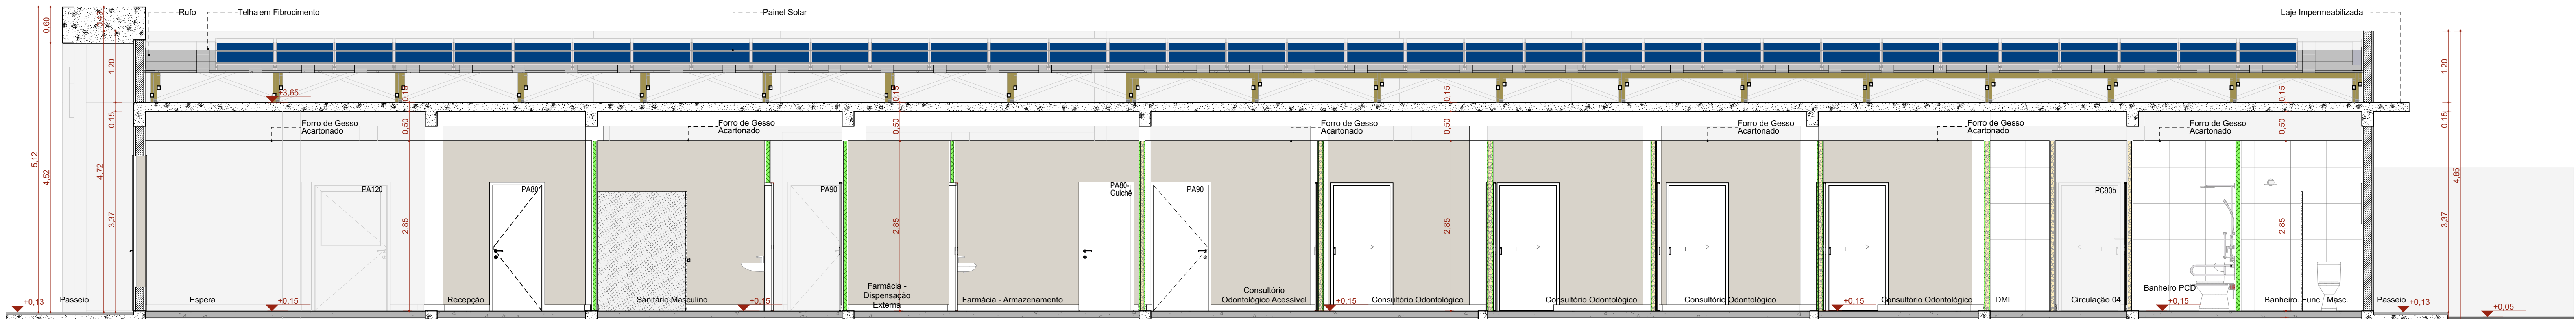 Rufo
Telha em Fibrocimento
Painel Solar
Laje Impermeabilizada
0,60
0,40
1,20
+3,65
0,15
0,15
0,15
0,15
0,15
1,20
0,15
5,12
4,52
4,72
3,37
Forro de Gesso
Acartonado
0,50
Forro de Gesso
Acartonado
0,50
Forro de Gesso
Acartonado
0,50
Forro de Gesso
Acartonado
Forro de Gesso
Acartonado
Forro de Gesso
Acartonado
0,50
4,85
3,37
PA120
PA80
PA90
PA80-
Guichê
PA90
PC90b
2,85
2,85
2,85
2,85
+0,13
Passeio
Espera
+0,15
Recepção
Sanitário Masculino
+0,15
Farmácia -
Dispensação
Externa
Farmácia - Armazenamento
Consultório
Odontológico Acessível
+0,15
Consultório Odontológico
Consultório Odontológico
Consultório Odontológico
+0,15
Consultório Odontológico
DML
Circulação 04
Banheiro PCD
+0,15
Banheiro. Func. Masc.
Passeio
+0,13
+0,05